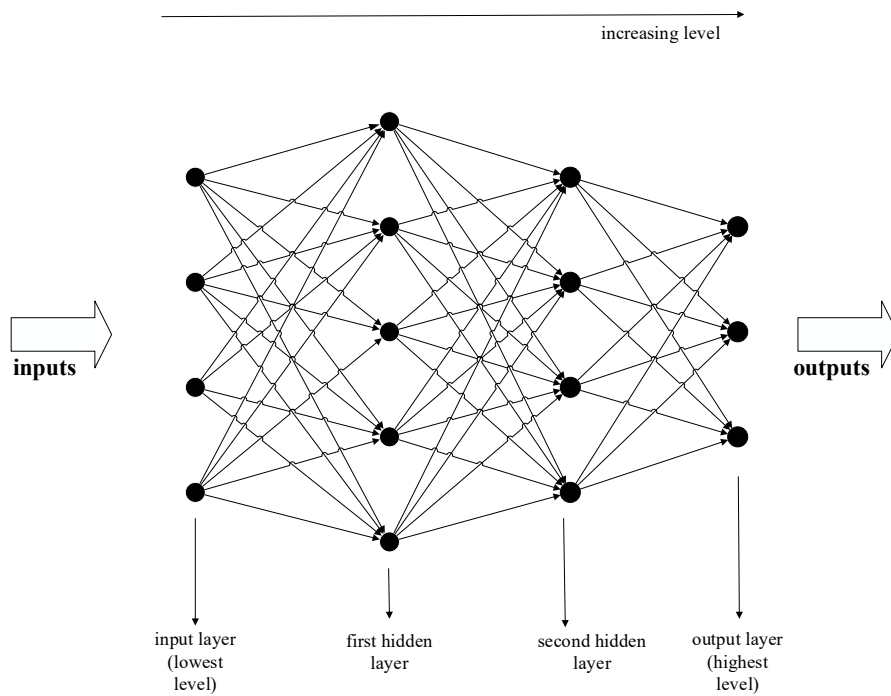 increasing level
inputs
outputs
input layer
(lowest
level)
first hidden
layer
second hidden
layer
output layer
(highest
level)